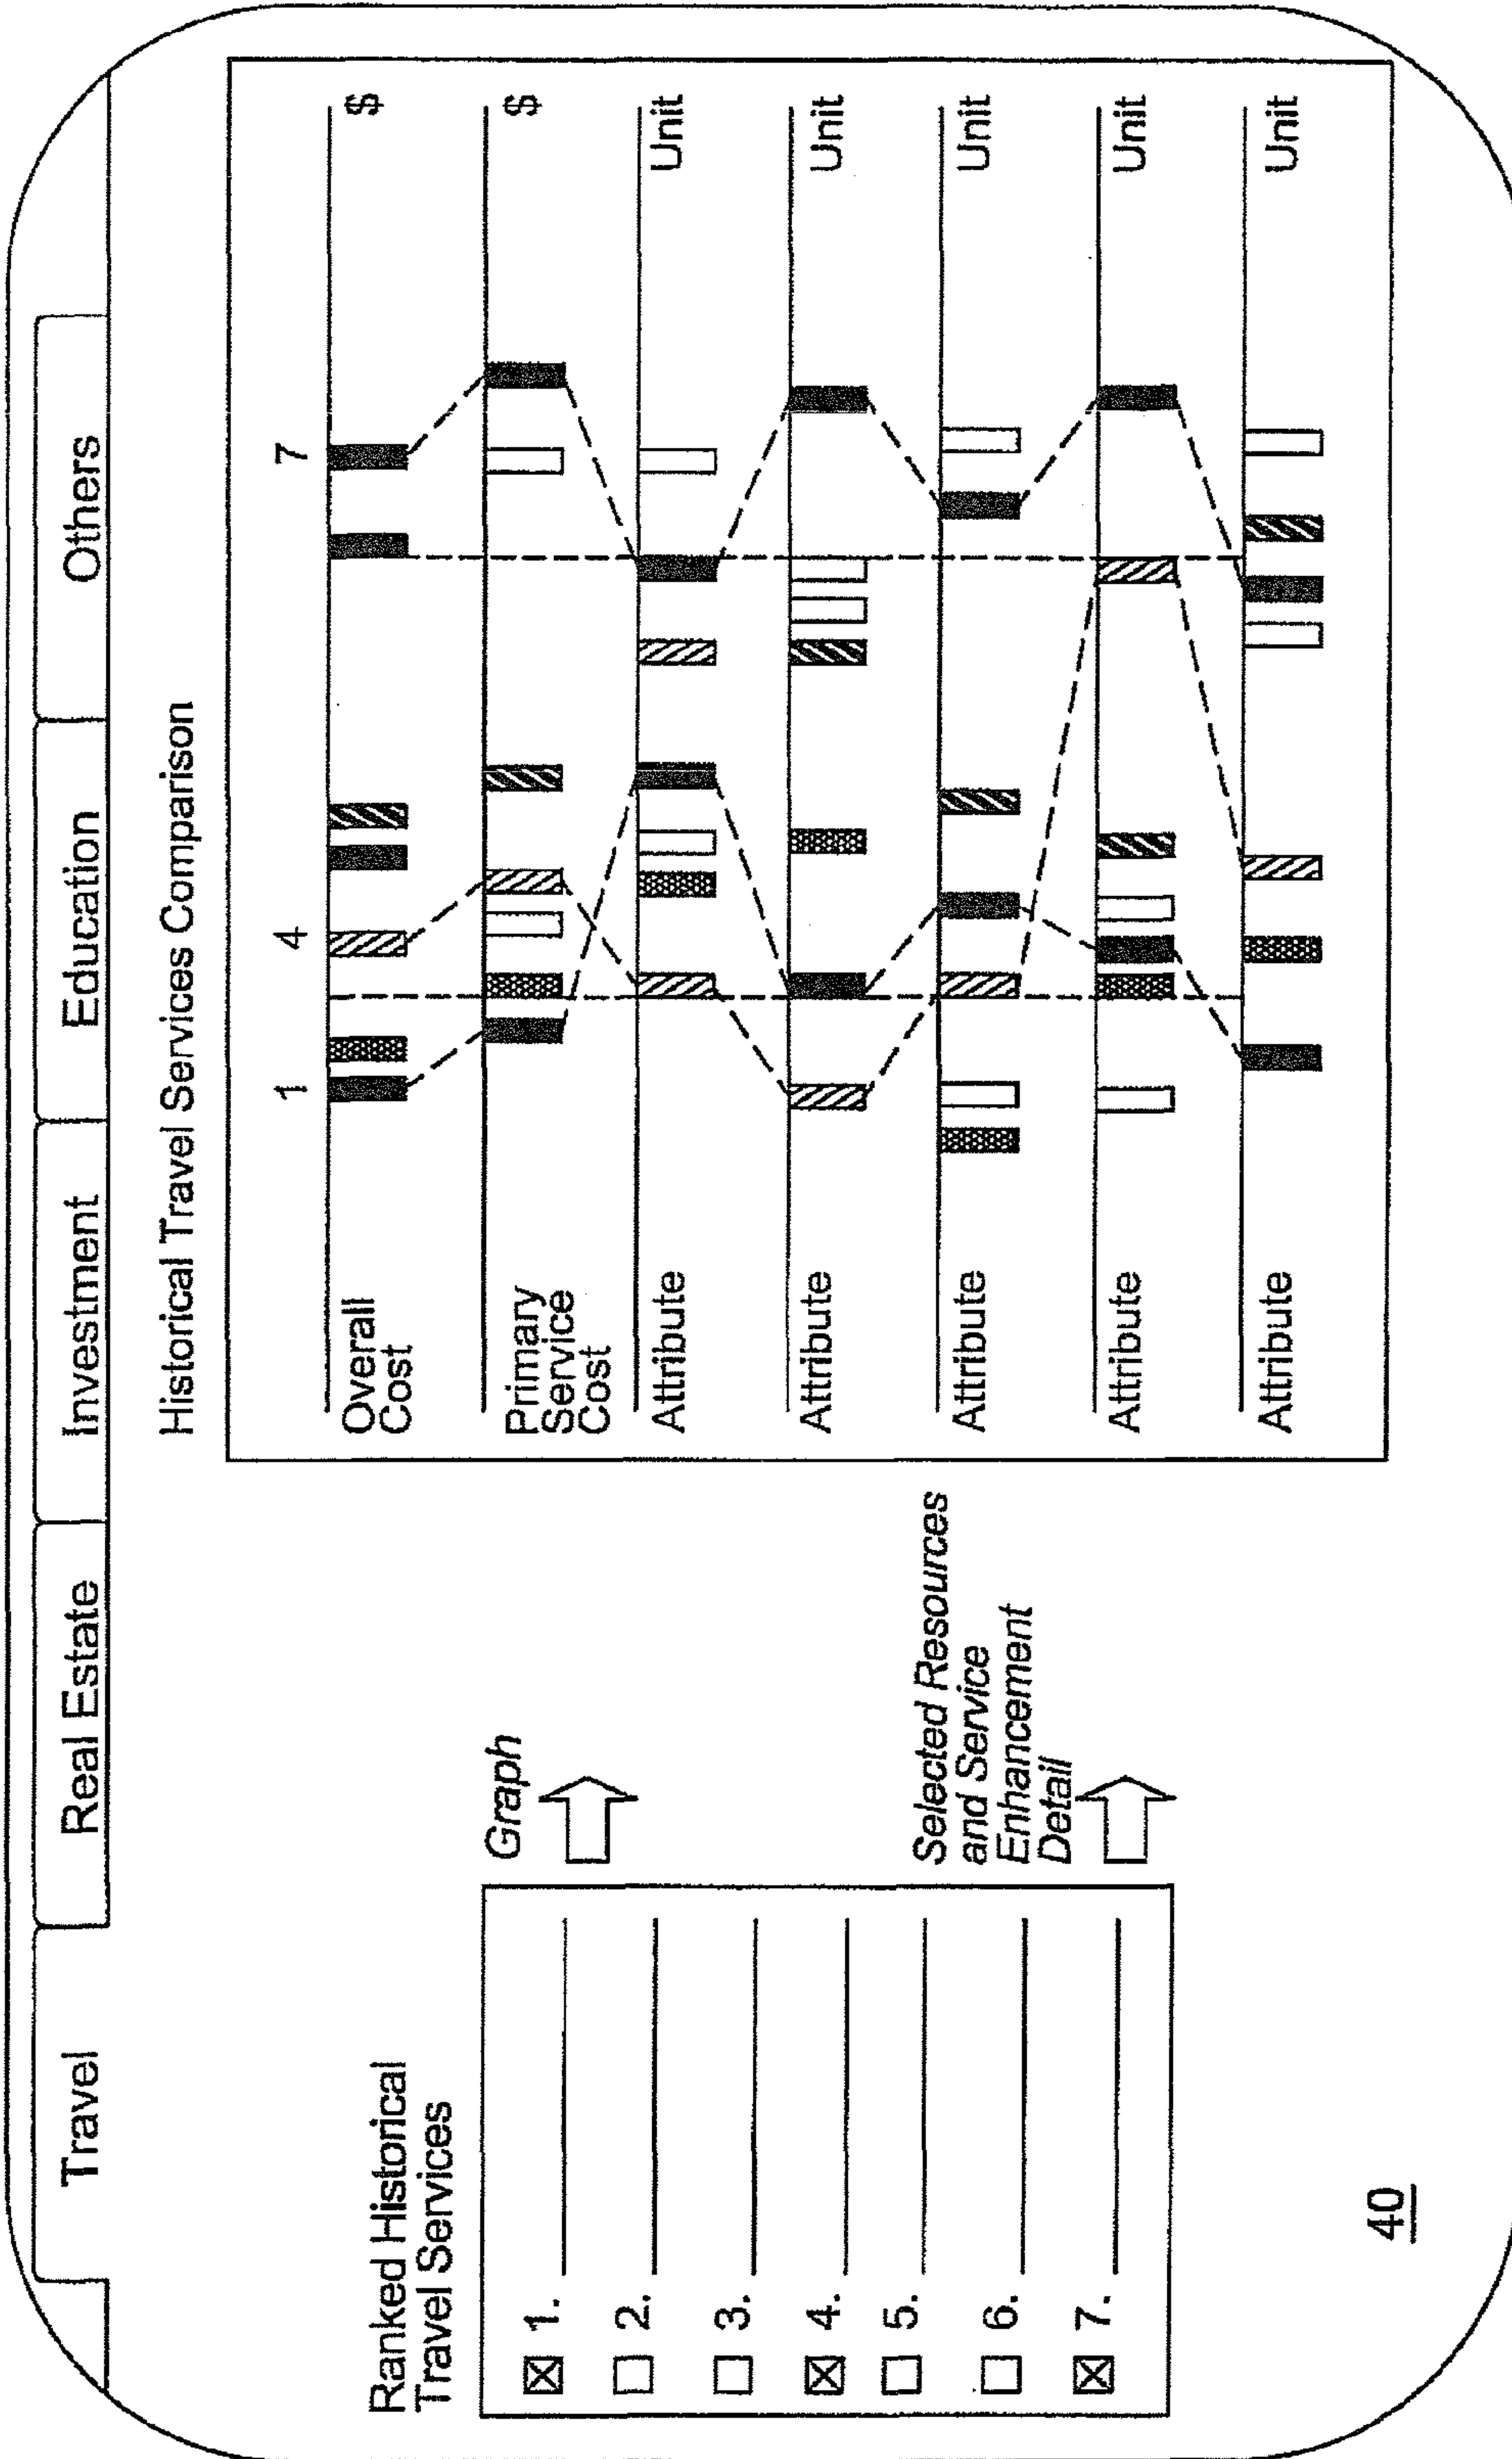 Travel
Real Estate
Investment
Education
Others
Ranked Historical
Travel Services
1.
2.
3.
4.
5.
6.
7.
Graph
Selected Resources
and Service
Enhancement
Detail
Historical Travel Services Comparison
1
4
7
Overall
Cost
$
Primary
Service
Cost
$
Attribute
Unit
Attribute
Unit
Attribute
Unit
Attribute
Unit
Attribute
Unit
40